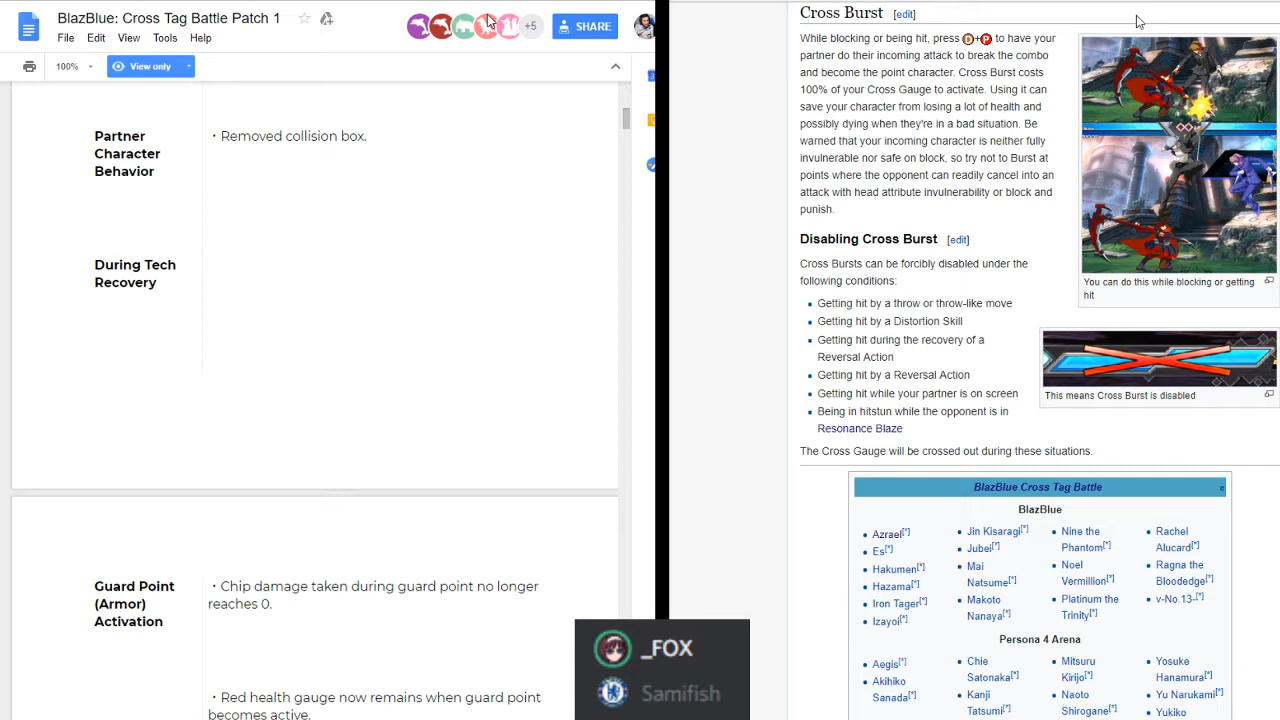 BlazBlue: Cross Tag Battle Patch 1
File Edit View Tools Help
+5
SHARE
100%
View only
Partner
Character
Behavior
・Removed collision box.
During Tech
Recovery
Guard Point
(Armor)
Activation
・Chip damage taken during guard point no longer
reaches 0.
・Red health gauge now remains when guard point
becomes active.
_FOX
Samifish
Cross Burst [edit]
While blocking or being hit, press D+P to have your
partner do their incoming attack to break the combo
and become the point character. Cross Burst costs
100% of your Cross Gauge to activate. Using it can
save your character from losing a lot of health and
possibly dying when they're in a bad situation. Be
warned that your incoming character is neither fully
invulnerable nor safe on block, so try not to Burst at
points where the opponent can readily cancel into an
attack with head attribute invulnerability or block and
punish.
You can do this while blocking or getting
hit
Disabling Cross Burst [edit]
Cross Bursts can be forcibly disabled under the
following conditions:
Getting hit by a throw or throw-like move
Getting hit by a Distortion Skill
Getting hit during the recovery of a
Reversal Action
Getting hit by a Reversal Action
Getting hit while your partner is on screen
Being in hitstun while the opponent is in
Resonance Blaze
This means Cross Burst is disabled
The Cross Gauge will be crossed out during these situations.
BlazBlue Cross Tag Battle e
BlazBlue
Azrael[*]
Es[*]
Hakumen[*]
Hazama[*]
Iron Tager[*]
Izayoi[*]
Jin Kisaragi[*]
Jubei[*]
Mai
Natsume[*]
Makoto
Nanaya[*]
Nine the
Phantom[*]
Noel
Vermillion[*]
Platinum the
Trinity[*]
Rachel
Alucard[*]
Ragna the
Bloodedge[*]
ν-No.13-[*]
Persona 4 Arena
Aegis[*]
Akihiko
Sanada[*]
Chie
Satonaka[*]
Kanji
Tatsumi[*]
Mitsuru
Kirijo[*]
Naoto
Shirogane[*]
Yosuke
Hanamura[*]
Yu Narukami[*]
Yukiko